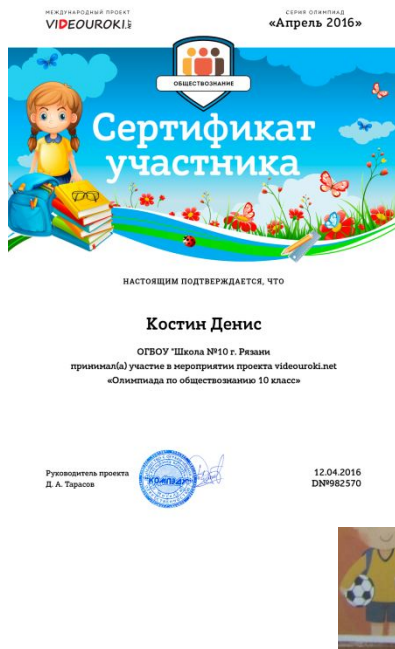 МЕЖДУНАРОДНЫЙ ПРОЕКТ
VIDEOUROKI.NET
СЕРИЯ ОЛИМПИАД
«Апрель 2016»
ОБЩЕСТВОЗНАНИЕ
Сертификат
участника
НАСТОЯЩИМ ПОДТВЕРЖДАЕТСЯ, ЧТО
Костин Денис
ОГБОУ "Школа №10 г. Рязани
принимал(а) участие в мероприятии проекта videouroki.net
«Олимпиада по обществознанию 10 класс»
Руководитель проекта
Д. А. Тарасов
12.04.2016
DN№982570